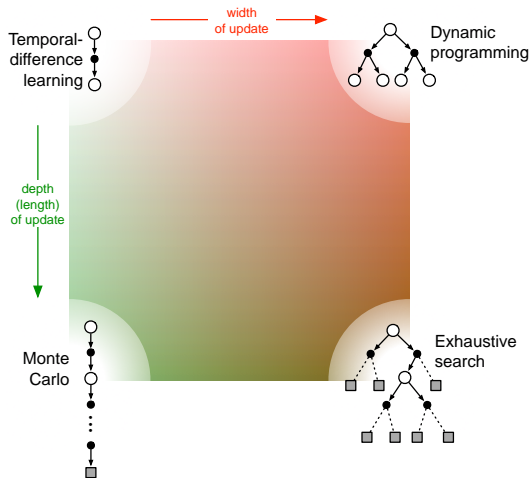 width
of update
Temporal-
difference
learning
Dynamic
programming
depth
(length)
of update
Monte
Carlo
Exhaustive
search